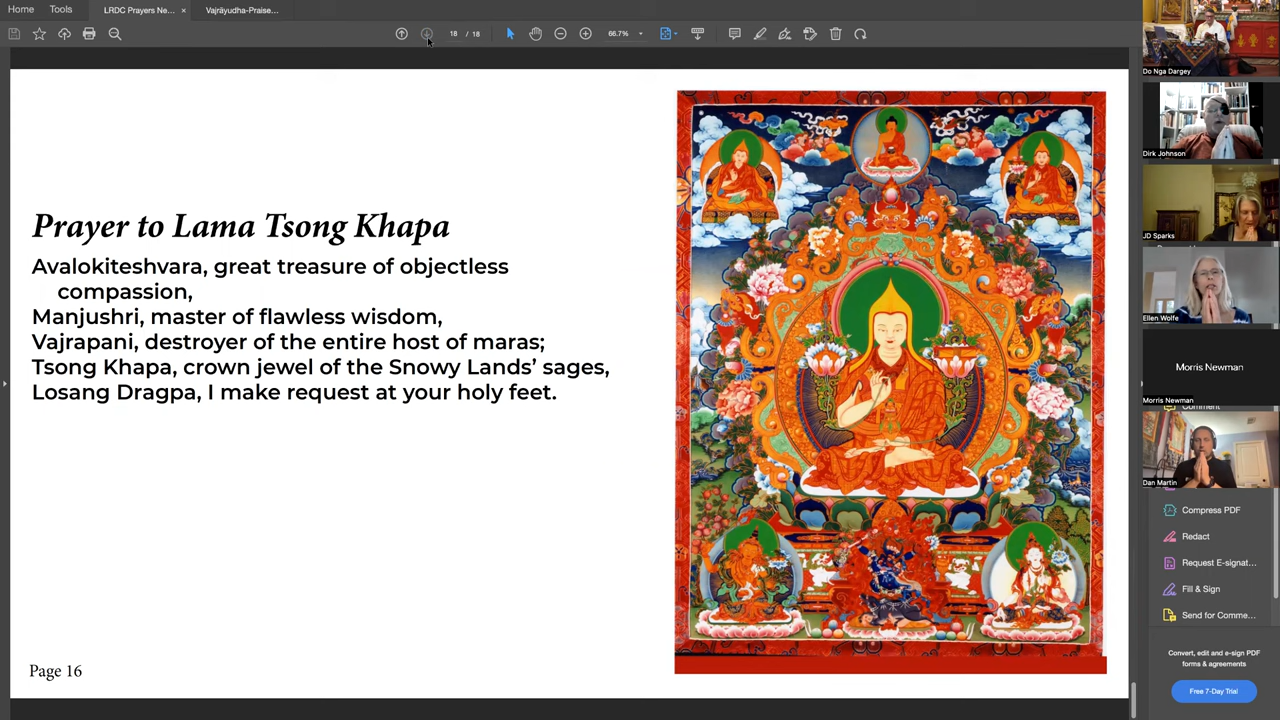 Home
Tools
LRDC Prayers Ne...
×
Vajrāyudha-Praise...
18 / 18
66.7%
Prayer to Lama Tsong Khapa
Avalokiteshvara, great treasure of objectless
compassion,
Manjushri, master of flawless wisdom,
Vajrapani, destroyer of the entire host of maras;
Tsong Khapa, crown jewel of the Snowy Lands’ sages,
Losang Dragpa, I make request at your holy feet.
Page 16
Do Nga Dargey
Dirk Johnson
JD Sparks
Ellen Wolfe
Morris Newman
Morris Newman
Comment
Dan Martin
Compress PDF
Redact
Request E-signat...
Fill & Sign
Send for Comme...
Convert, edit and e-sign PDF
forms & agreements
Free 7-Day Trial